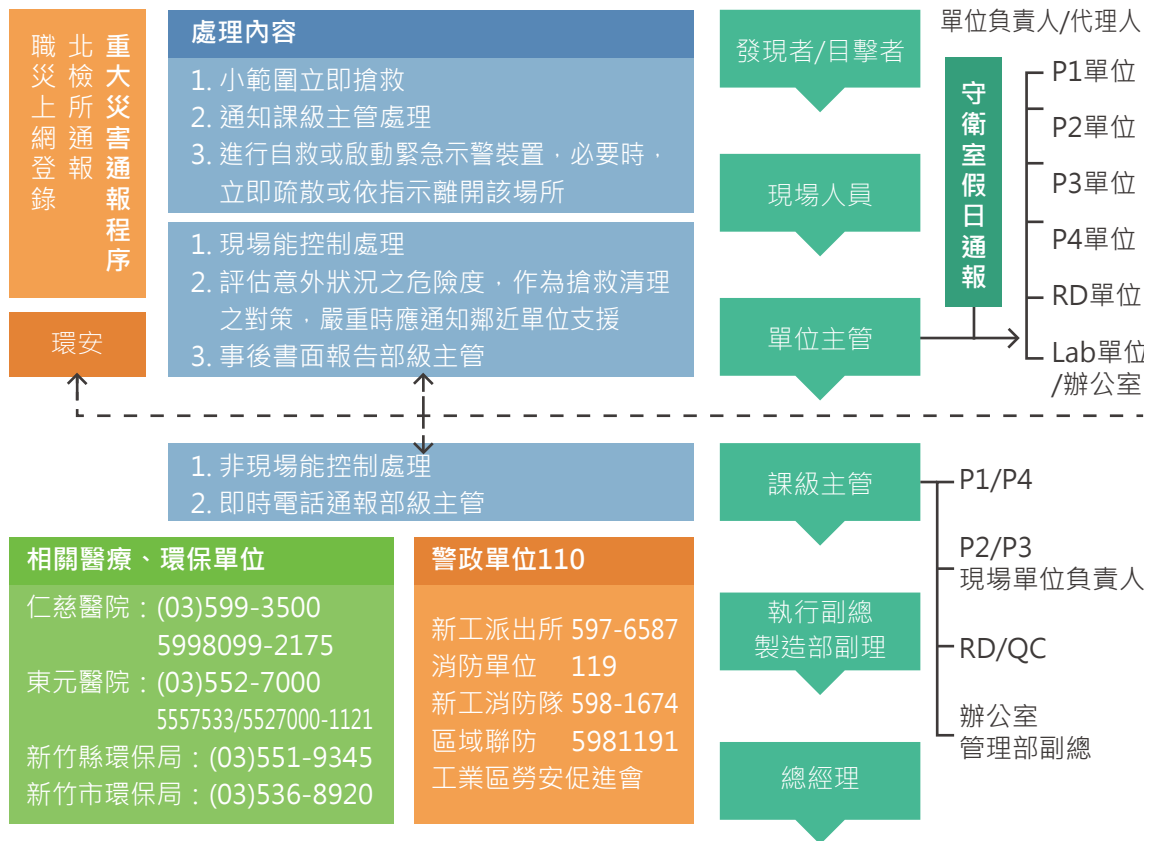 重大災害通報程序
北檢所通報
職災上網登錄
環安
處理內容
1. 小範圍立即搶救
2. 通知課級主管處理
3. 進行自救或啟動緊急示警裝置，必要時，
立即疏散或依指示離開該場所
1. 現場能控制處理
2. 評估意外狀況之危險度，作為搶救清理
之對策，嚴重時應通知鄰近單位支援
3. 事後書面報告部級主管
1. 非現場能控制處理
2. 即時電話通報部級主管
發現者/目擊者
現場人員
單位主管
課級主管
執行副總
製造部副理
總經理
守衛室假日通報
單位負責人/代理人
P1單位
P2單位
P3單位
P4單位
RD單位
Lab單位
/辦公室
P1/P4
P2/P3
現場單位負責人
RD/QC
辦公室
管理部副總
相關醫療、環保單位
仁慈醫院：(03)599-3500
5998099-2175
東元醫院：(03)552-7000
5557533/5527000-1121
新竹縣環保局：(03)551-9345
新竹市環保局：(03)536-8920
警政單位110
新工派出所 597-6587
消防單位 119
新工消防隊 598-1674
區域聯防 5981191
工業區勞安促進會